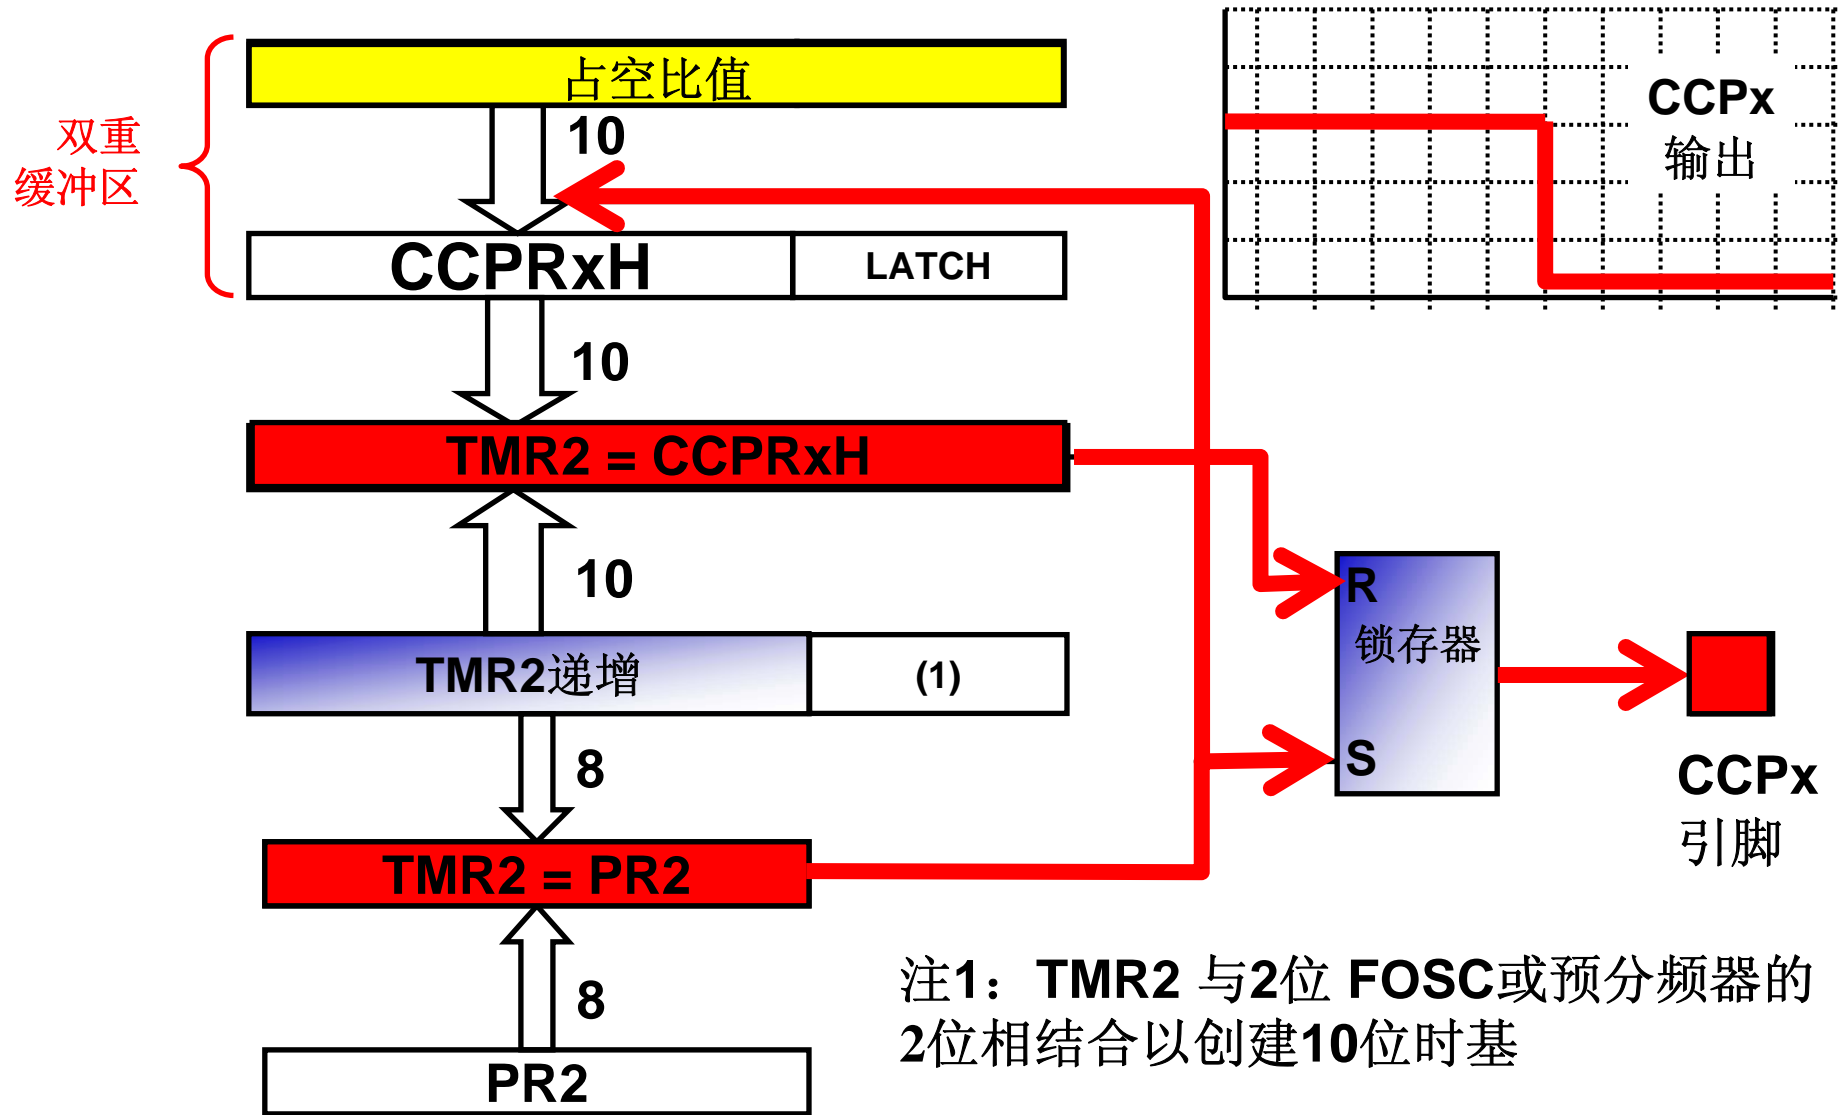 占空比值
10
双重
缓冲区
CCPRxH
LATCH
10
TMR2 = CCPRxH
10
TMR2递增
(1)
8
TMR2 = PR2
8
PR2
CCPx
输出
R
锁存器
S
CCPx
引脚
注1：TMR2 与2位 FOSC或预分频器的
2位相结合以创建10位时基